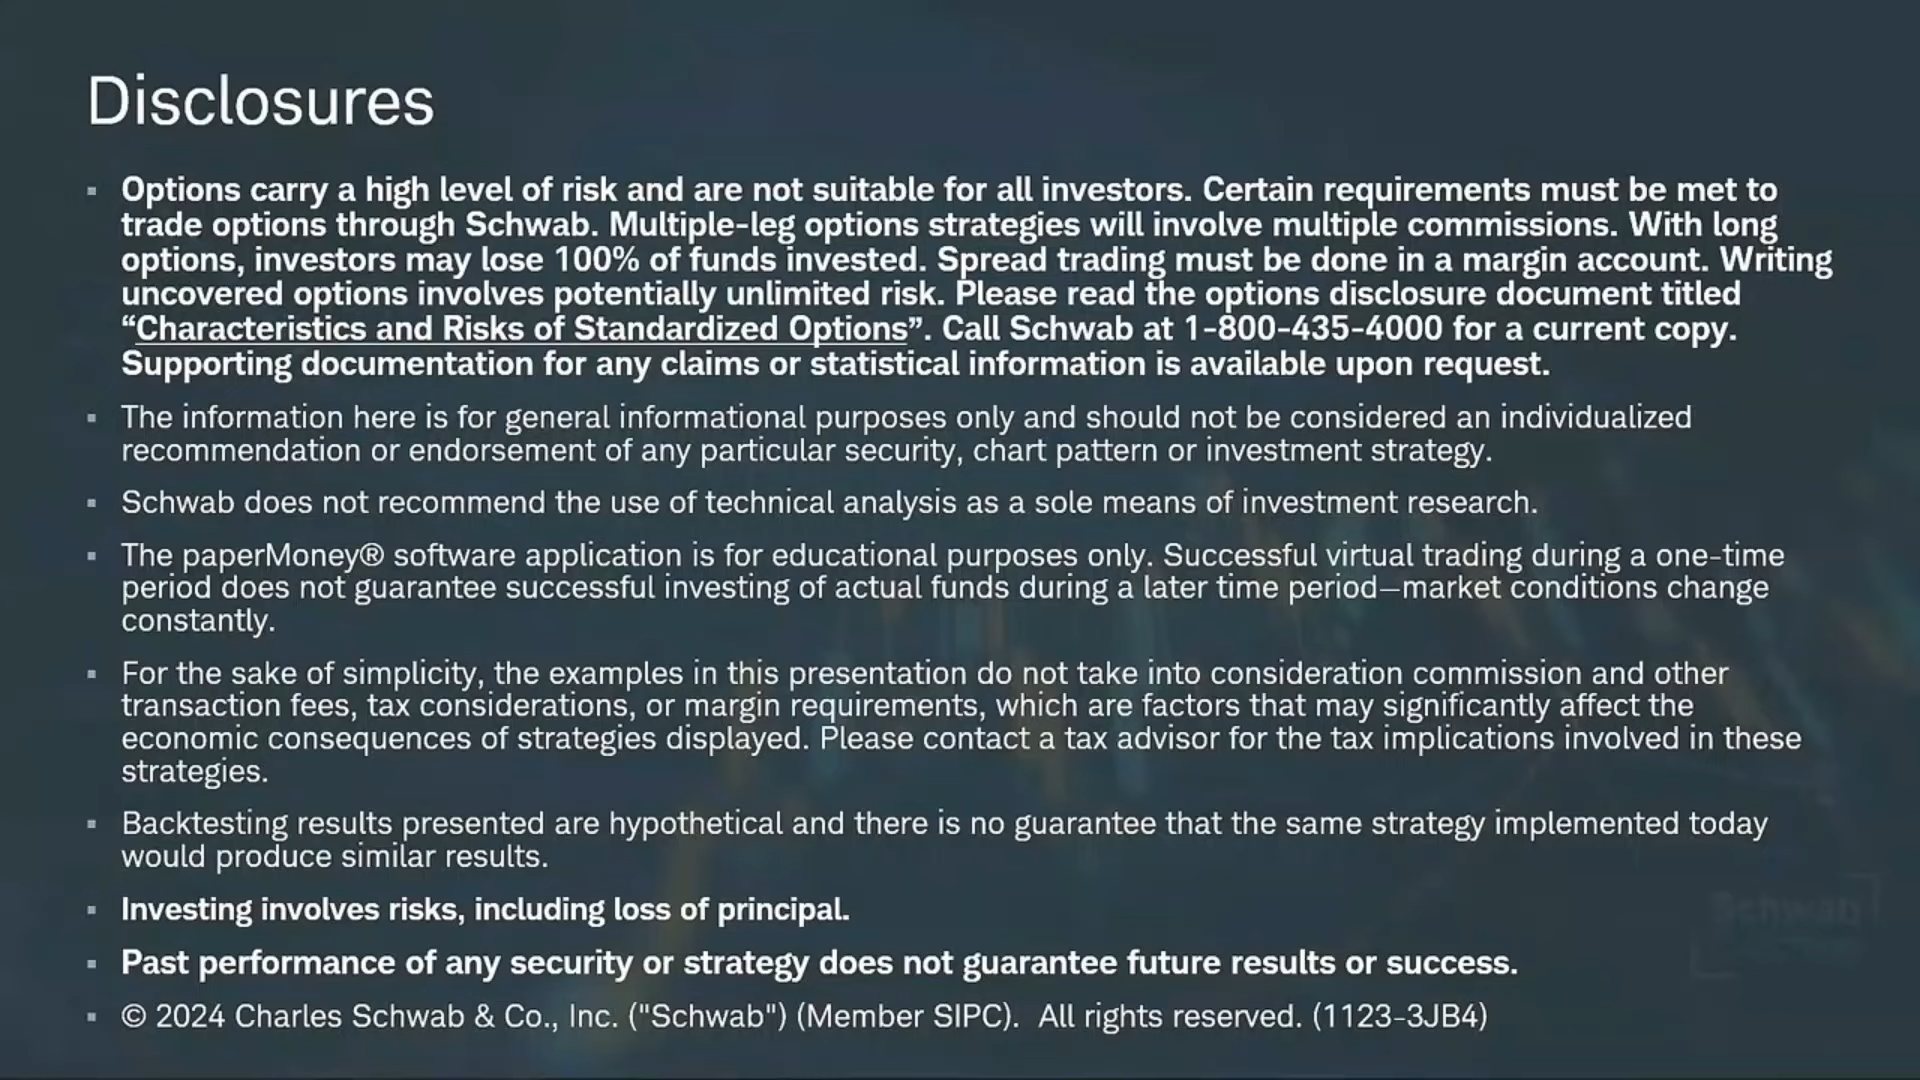 Disclosures
▪ Options carry a high level of risk and are not suitable for all investors. Certain requirements must be met to
trade options through Schwab. Multiple-leg options strategies will involve multiple commissions. With long
options, investors may lose 100% of funds invested. Spread trading must be done in a margin account. Writing
uncovered options involves potentially unlimited risk. Please read the options disclosure document titled
“Characteristics and Risks of Standardized Options”. Call Schwab at 1-800-435-4000 for a current copy.
Supporting documentation for any claims or statistical information is available upon request.
▪ The information here is for general informational purposes only and should not be considered an individualized
recommendation or endorsement of any particular security, chart pattern or investment strategy.
▪ Schwab does not recommend the use of technical analysis as a sole means of investment research.
▪ The paperMoney® software application is for educational purposes only. Successful virtual trading during a one-time
period does not guarantee successful investing of actual funds during a later time period—market conditions change
constantly.
▪ For the sake of simplicity, the examples in this presentation do not take into consideration commission and other
transaction fees, tax considerations, or margin requirements, which are factors that may significantly affect the
economic consequences of strategies displayed. Please contact a tax advisor for the tax implications involved in these
strategies.
▪ Backtesting results presented are hypothetical and there is no guarantee that the same strategy implemented today
would produce similar results.
▪ Investing involves risks, including loss of principal.
Schwab
▪ Past performance of any security or strategy does not guarantee future results or success.
▪ © 2024 Charles Schwab & Co., Inc. ("Schwab") (Member SIPC).  All rights reserved. (1123-3JB4)